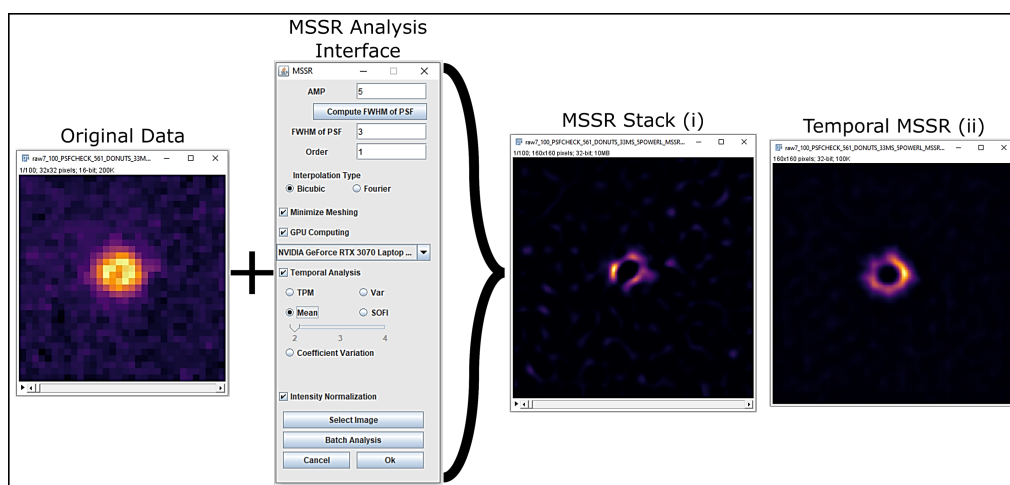 MSSR Analysis
Interface
Original Data
MSSR Stack (i)
Temporal MSSR (ii)
raw7_100_PSFCHECK_561_DONUTS_33M...
1/100; 32x32 pixels; 16-bit; 200K
MSSR
AMP 5
Compute FWHM of PSF
FWHM of PSF 3
Order 1
Interpolation Type
Bicubic Fourier
Minimize Meshing
GPU Computing
NVIDIA GeForce RTX 3070 Laptop ...
Temporal Analysis
TPM Var
Mean SOFI
2 3 4
Coefficient Variation
Intensity Normalization
Select Image
Batch Analysis
Cancel Ok
raw7_100_PSFCHECK_561_DONUTS_33MS_5POWERL_MSSR...
1/100; 160x160 pixels; 32-bit; 10MB
raw7_100_PSFCHECK_561_DONUTS_33MS_5POWERL_MSSR...
160x160 pixels; 32-bit; 100K